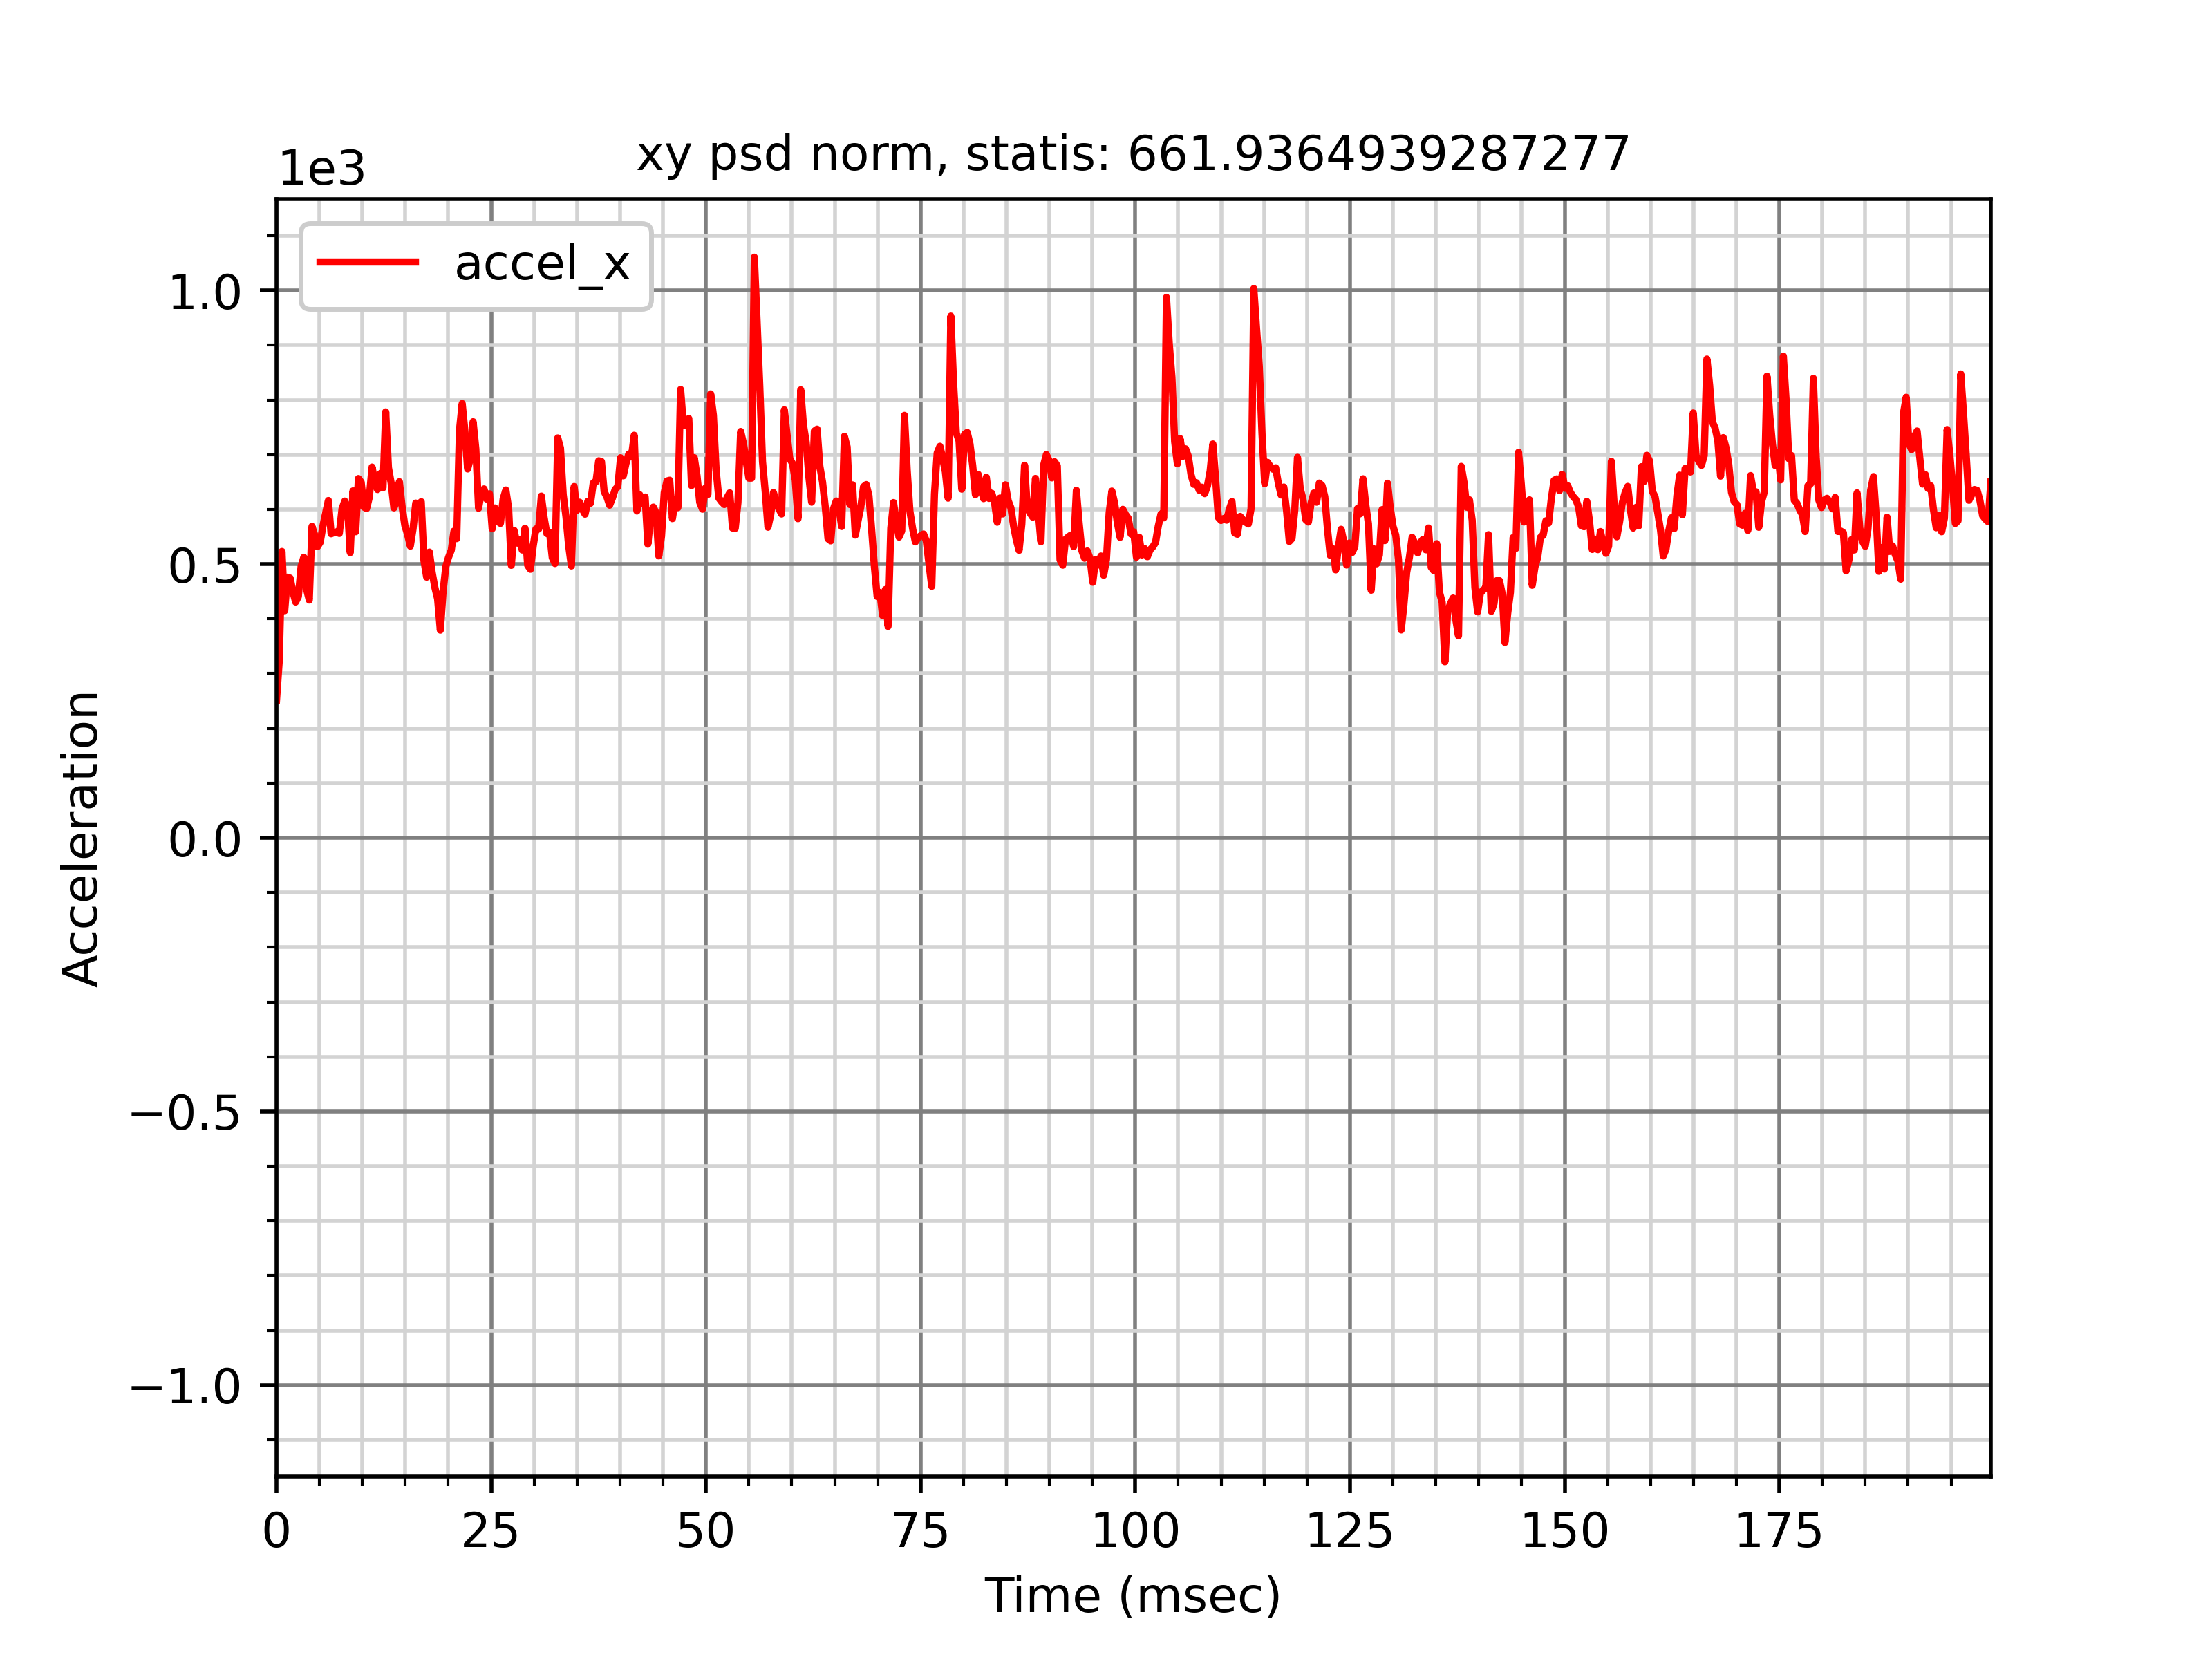 xy psd norm, statis: 661.9364939287277
1e3
accel_x
1.0
0.5
0.0
−0.5
−1.0
Acceleration
0 25 50 75 100 125 150 175
Time (msec)